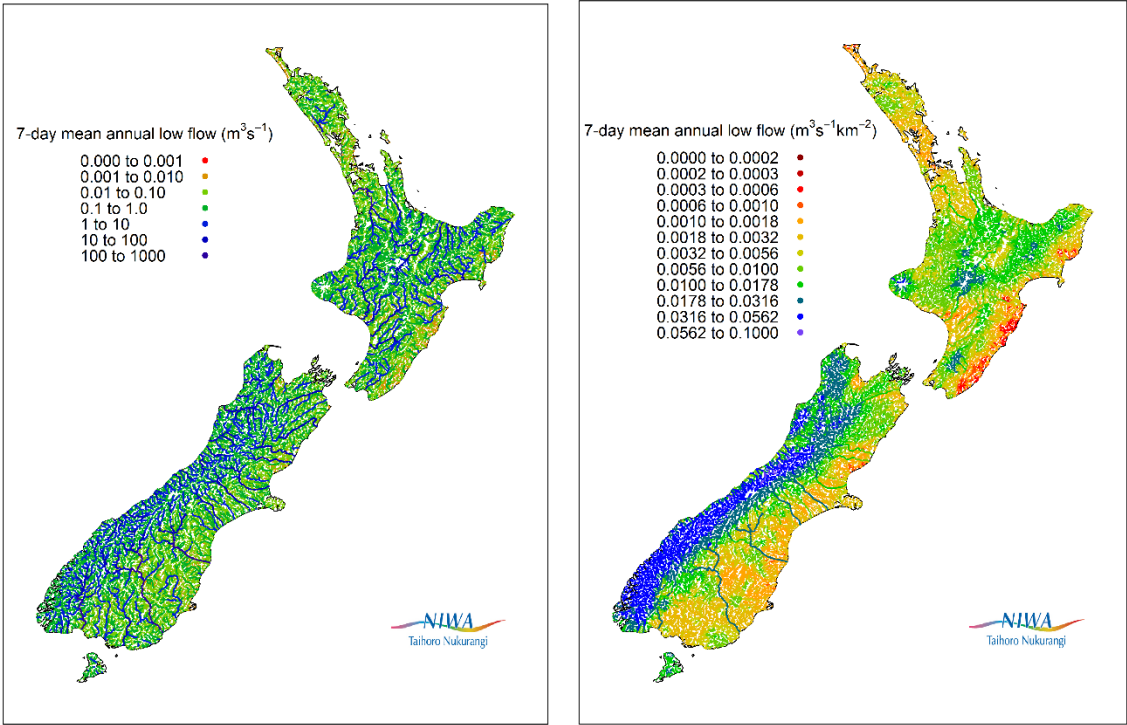 7-day mean annual low flow (m³s⁻¹)
0.000 to 0.001
0.001 to 0.010
0.01 to 0.10
0.1 to 1.0
1 to 10
10 to 100
100 to 1000
NIWA
Taihoro Nukurangi
7-day mean annual low flow (m³s⁻¹km⁻²)
0.0000 to 0.0002
0.0002 to 0.0003
0.0003 to 0.0006
0.0006 to 0.0010
0.0010 to 0.0018
0.0018 to 0.0032
0.0032 to 0.0056
0.0056 to 0.0100
0.0100 to 0.0178
0.0178 to 0.0316
0.0316 to 0.0562
0.0562 to 0.1000
NIWA
Taihoro Nukurangi